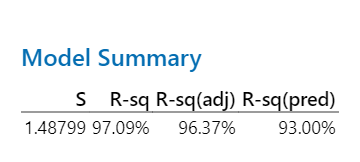 Model Summary
S R-sq R-sq(adj) R-sq(pred)
1.48799 97.09% 96.37% 93.00%